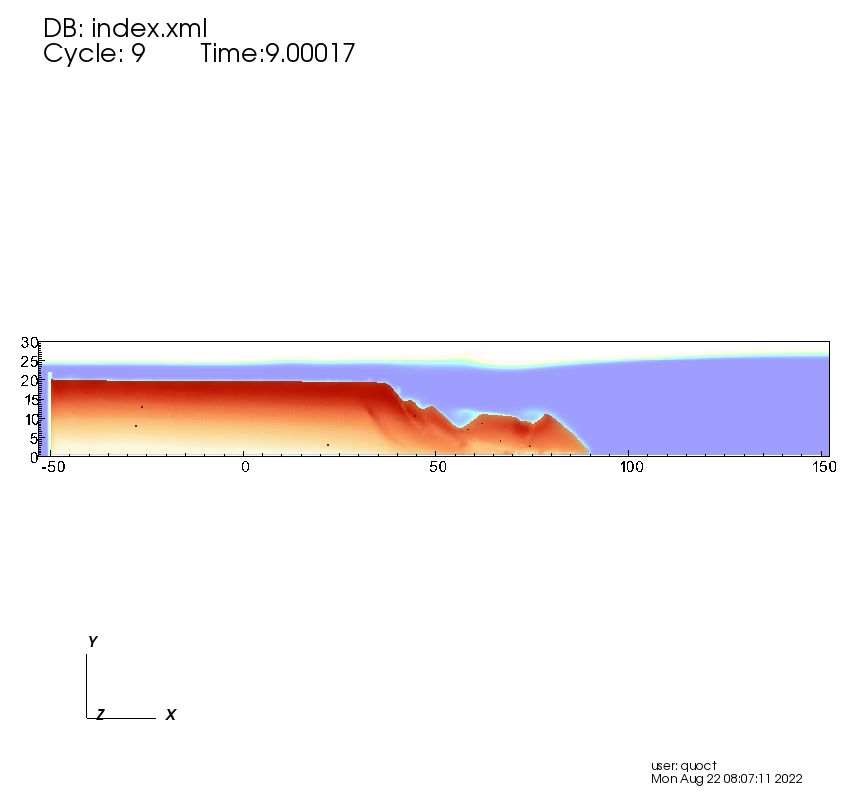 DB: index.xml
Cycle: 9 Time:9.00017
30
25
20
15
10
5
0
-50 0 50 100 150
Y
Z X
user: quoct
Mon Aug 22 08:07:11 2022